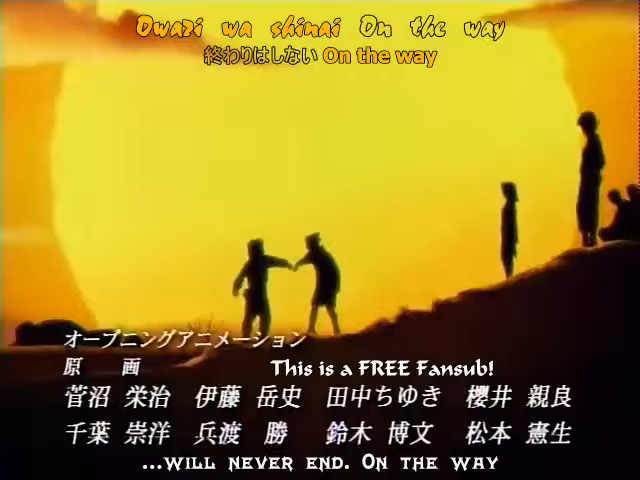 Owari wa shinai On the way
終わりはしない On the way
オープニングアニメーション
原 画
This is a FREE Fansub!
菅沼 栄治 伊藤 岳史 田中ちゆき 櫻井 親良
千葉 崇洋 兵渡 勝 鈴木 博文 松本 憲生
...will never end. On the way